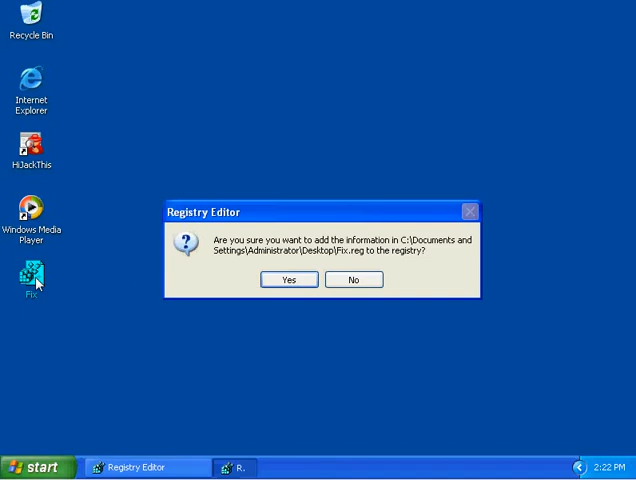 Recycle Bin
Internet
Explorer
HiJackThis
Windows Media
Player
Fix
Registry Editor
Are you sure you want to add the information in C:\Documents and
Settings\Administrator\Desktop\Fix.reg to the registry?
Yes
No
start
Registry Editor
R.
2:22 PM